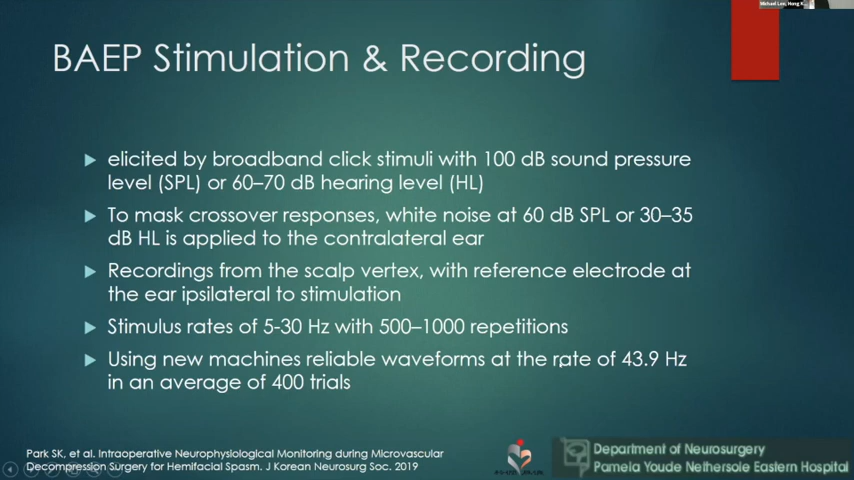 Michael Lee, Hong K...
BAEP Stimulation & Recording
elicited by broadband click stimuli with 100 dB sound pressure
level (SPL) or 60–70 dB hearing level (HL)
To mask crossover responses, white noise at 60 dB SPL or 30–35
dB HL is applied to the contralateral ear
Recordings from the scalp vertex, with reference electrode at
the ear ipsilateral to stimulation
Stimulus rates of 5-30 Hz with 500–1000 repetitions
Using new machines reliable waveforms at the rate of 43.9 Hz
in an average of 400 trials
Park SK, et al. Intraoperative Neurophysiological Monitoring during Microvascular
Decompression Surgery for Hemifacial Spasm. J Korean Neurosurg Soc. 2019
Department of Neurosurgery
Pamela Youde Nethersole Eastern Hospital